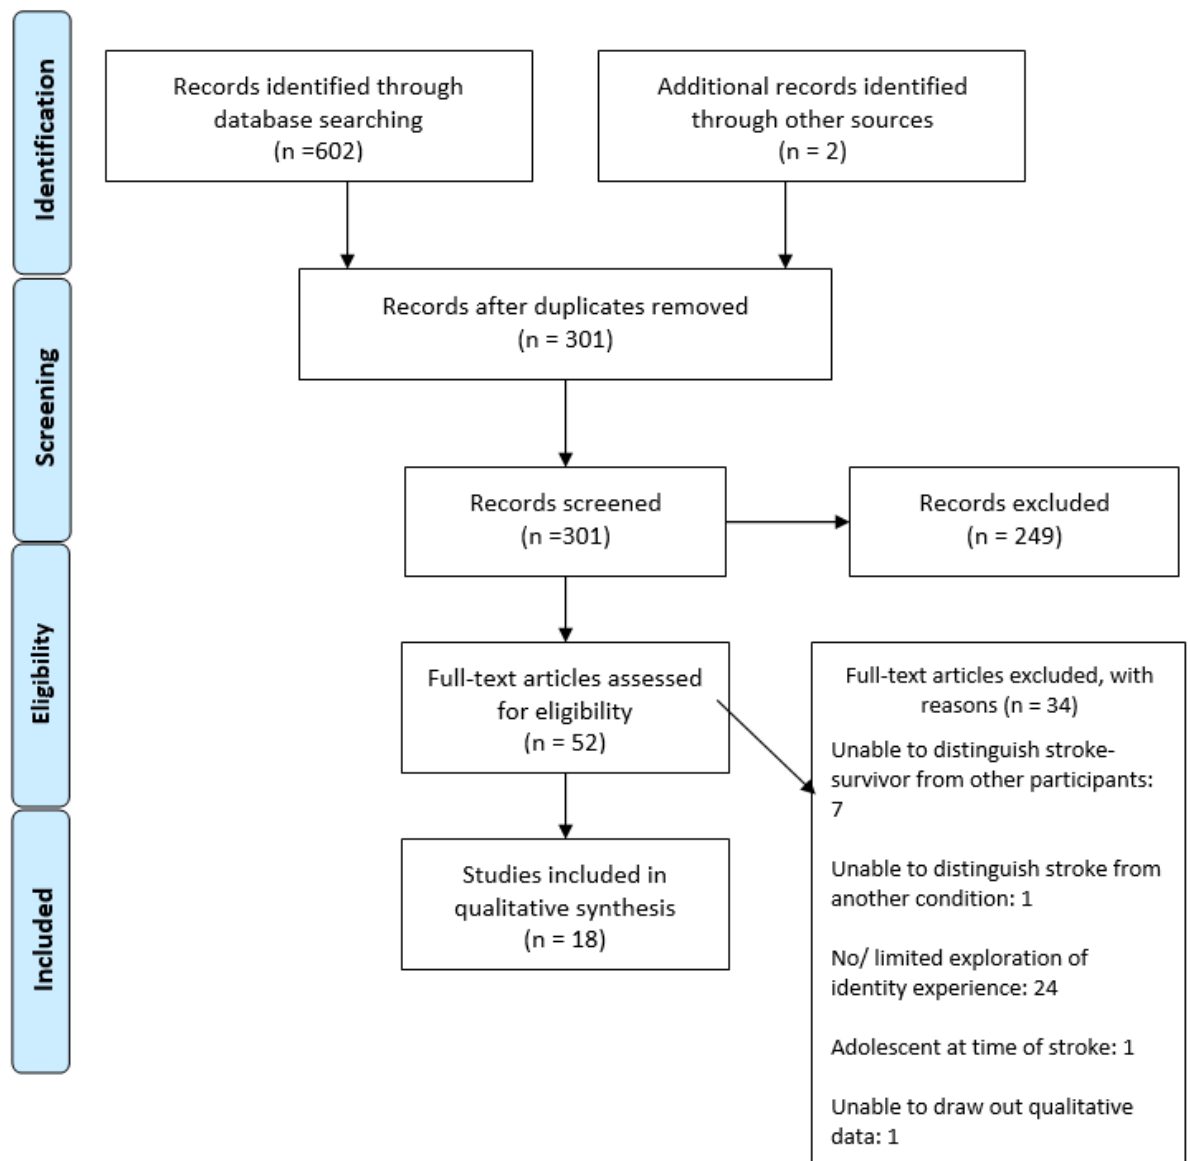 Identification
Records identified through
database searching
(n =602)
Additional records identified
through other sources
(n = 2)
Records after duplicates removed
(n = 301)
Screening
Records screened
(n =301)
Records excluded
(n = 249)
Eligibility
Full-text articles assessed
for eligibility
(n = 52)
Full-text articles excluded, with
reasons (n = 34)
Unable to distinguish stroke-
survivor from other participants:
7
Unable to distinguish stroke from
another condition: 1
No/ limited exploration of
identity experience: 24
Adolescent at time of stroke: 1
Unable to draw out qualitative
data: 1
Included
Studies included in
qualitative synthesis
(n = 18)